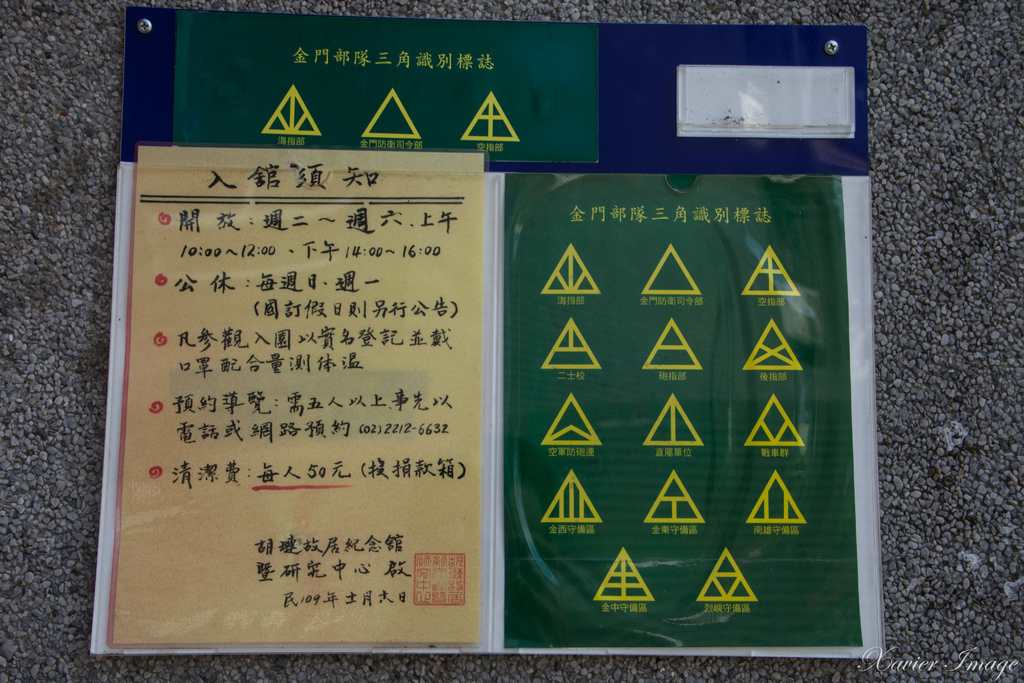 金門部隊三角識別標誌
海指部 金門防衛司令部 空指部
入舘須知
開放:週二～週六.上午
10:00～12:00、下午14:00～16:00
公休:每週日.週一
(國訂假日則另行公告)
凡參觀入園以實名登記並戴
口罩配合量測体温
預約導覽:需五人以上事先以
電話或網路預約(02)2212-6632
清潔費:每人50元(投捐款箱)
胡璉故居紀念舘
暨研究中心 啟
民109年 月 日
金門部隊三角識別標誌
海指部 金門防衛司令部 空指部
二士校 砲指部 後指部
空軍防砲連 直屬單位 戰車群
金西守備區 金東守備區 南雄守備區
金中守備區 烈嶼守備區
Xavier Image